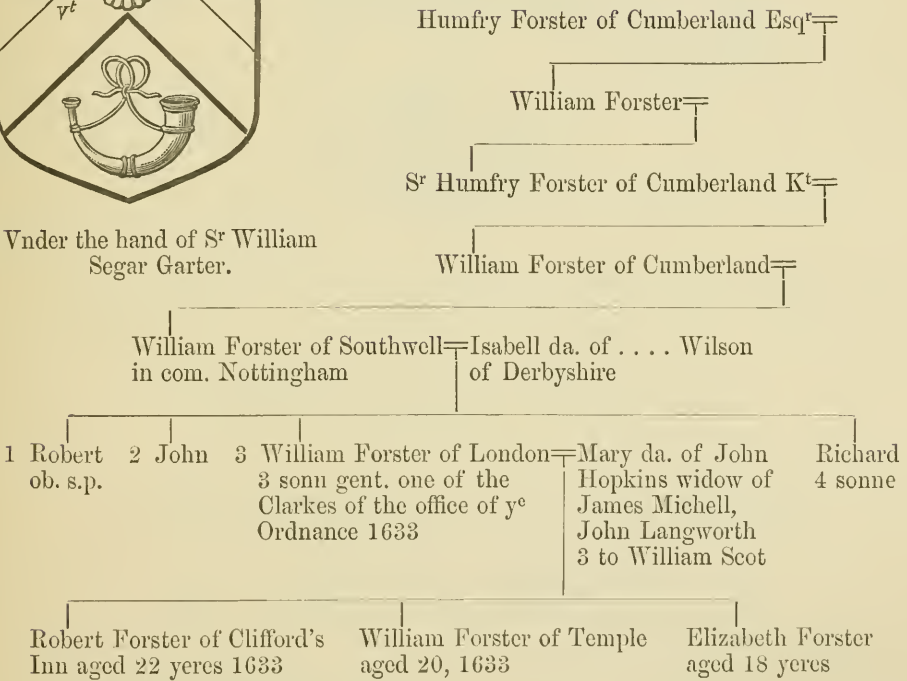 Vt
Humfry Forster of Cumberland Esqr
William Forster
Sr Humfry Forster of Cumberland Kt
Vnder the hand of Sr William
Segar Garter.
William Forster of Cumberland
William Forster of Southwell
in com. Nottingham
Isabell da. of . . . . Wilson
of Derbyshire
1 Robert
ob. s.p.
2 John
3 William Forster of London
3 sonn gent. one of the
Clarkes of the office of ye
Ordnance 1633
Mary da. of John
Hopkins widow of
James Michell,
John Langworth
3 to William Scot
Richard
4 sonne
Robert Forster of Clifford's
Inn aged 22 yeres 1633
William Forster of Temple
aged 20, 1633
Elizabeth Forster
aged 18 yeres